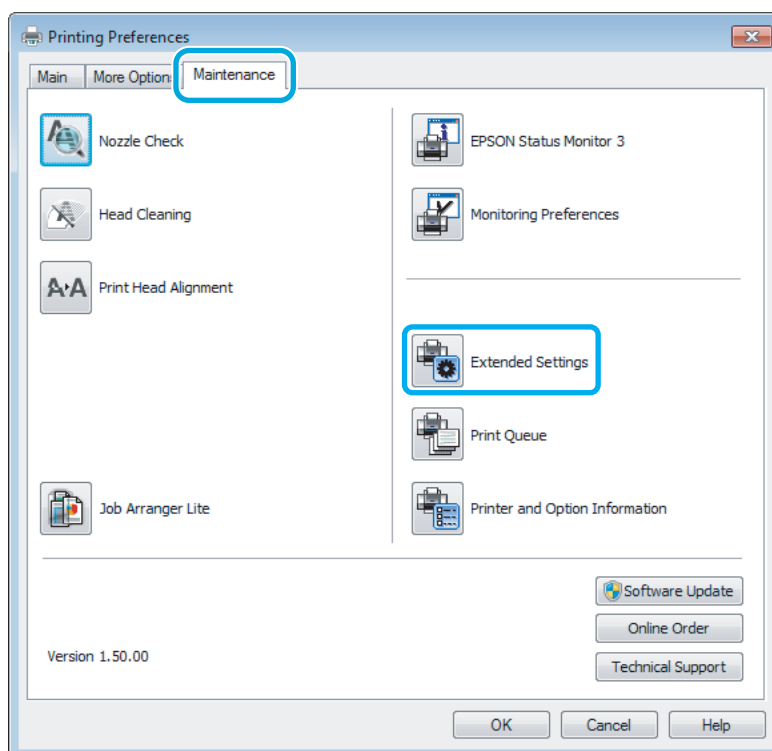 Printing Preferences
Main
More Options
Maintenance
Nozzle Check
Head Cleaning
Print Head Alignment
Job Arranger Lite
EPSON Status Monitor 3
Monitoring Preferences
Extended Settings
Print Queue
Printer and Option Information
Software Update
Online Order
Technical Support
Version 1.50.00
OK
Cancel
Help